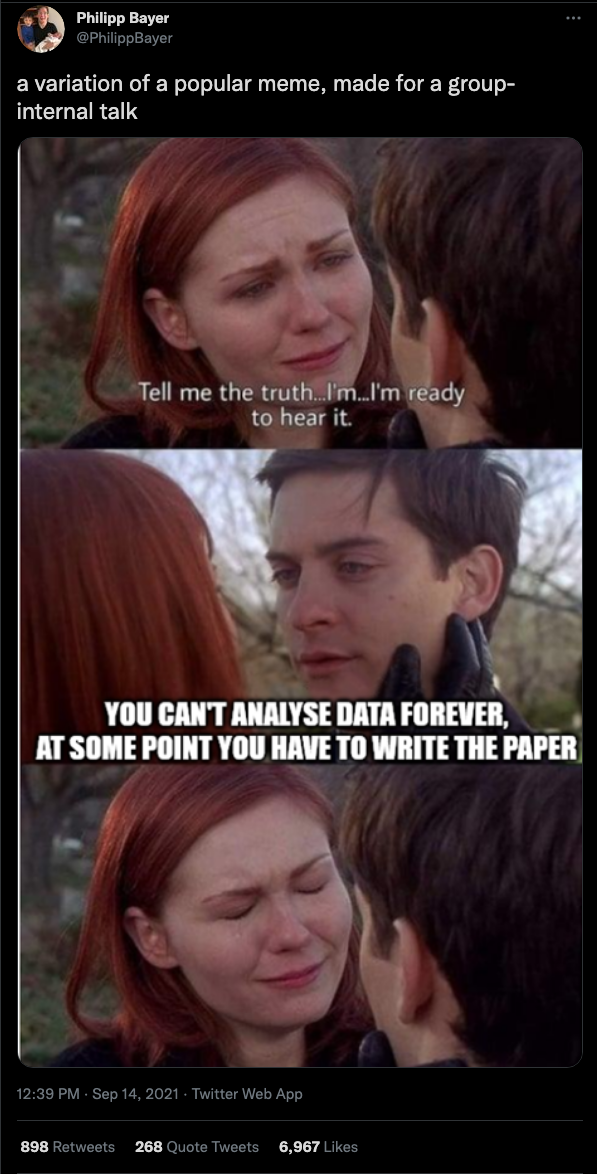 Philipp Bayer
@PhilippBayer
a variation of a popular meme, made for a group-
internal talk
Tell me the truth...I'm...I'm ready
to hear it.
YOU CAN'T ANALYSE DATA FOREVER,
AT SOME POINT YOU HAVE TO WRITE THE PAPER
12:39 PM · Sep 14, 2021 · Twitter Web App
898 Retweets 268 Quote Tweets 6,967 Likes